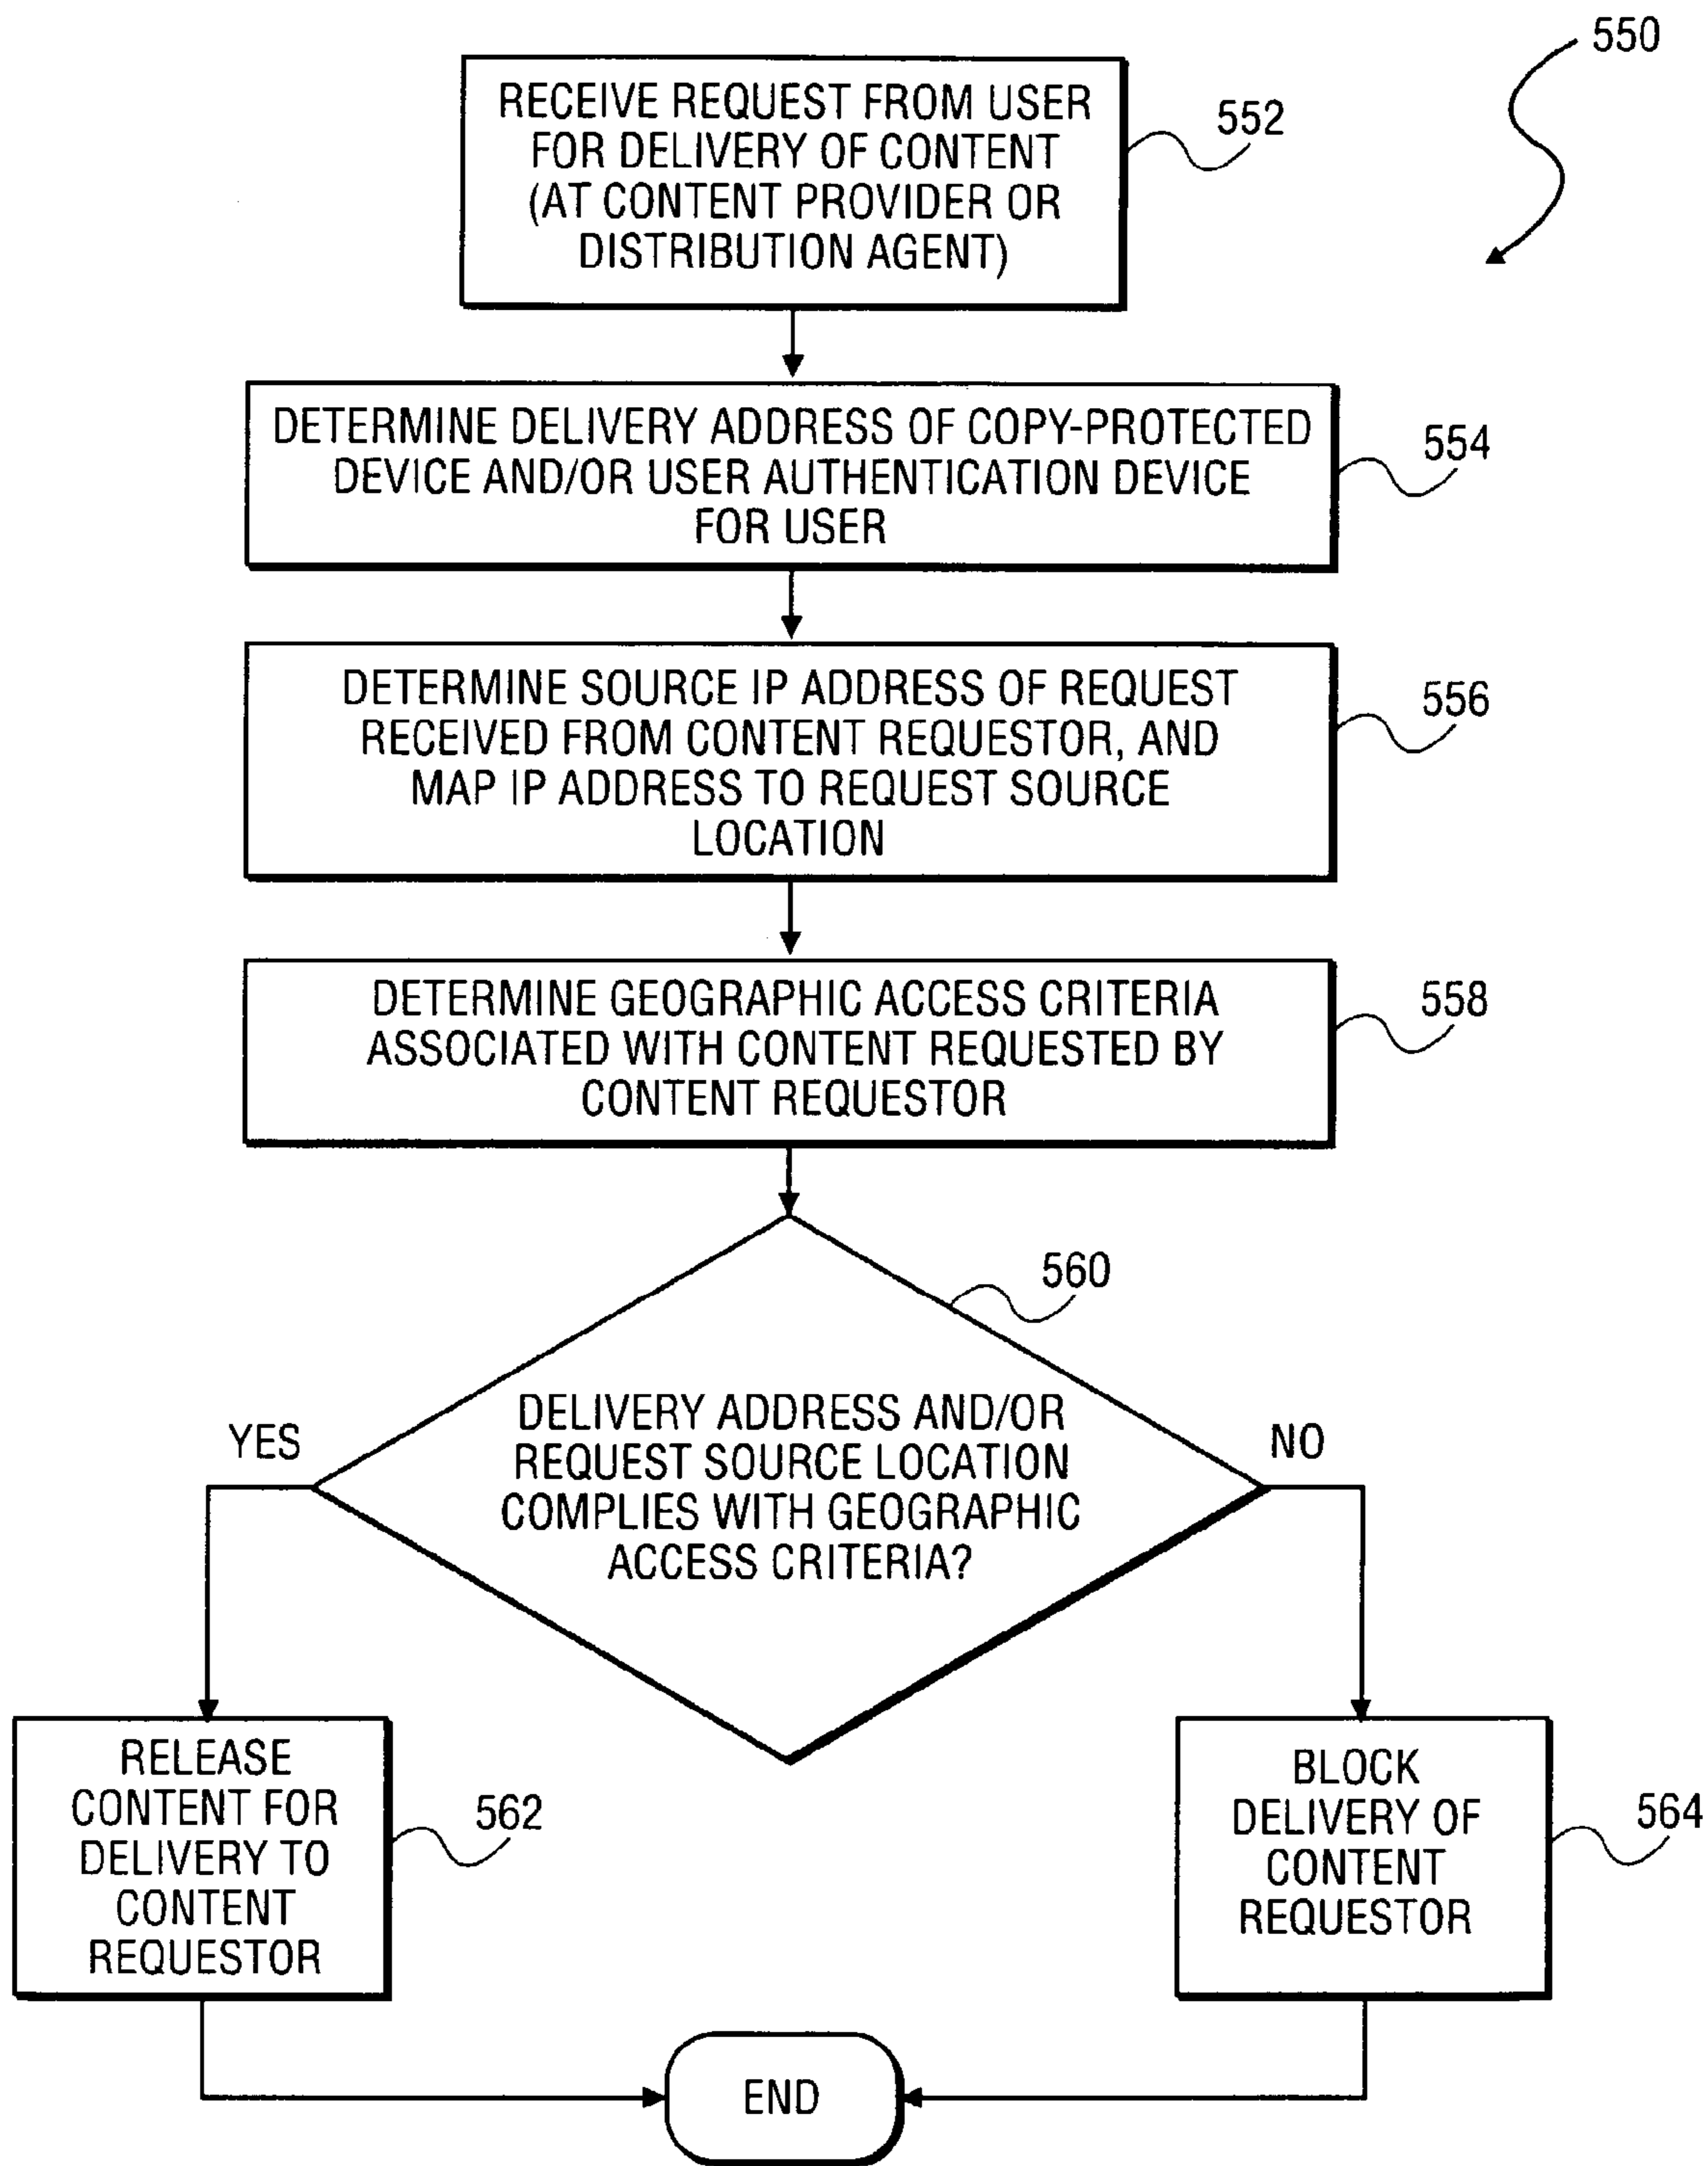 550
RECEIVE REQUEST FROM USER
FOR DELIVERY OF CONTENT
(AT CONTENT PROVIDER OR
DISTRIBUTION AGENT)
552
DETERMINE DELIVERY ADDRESS OF COPY-PROTECTED
DEVICE AND/OR USER AUTHENTICATION DEVICE
FOR USER
554
DETERMINE SOURCE IP ADDRESS OF REQUEST
RECEIVED FROM CONTENT REQUESTOR, AND
MAP IP ADDRESS TO REQUEST SOURCE
LOCATION
556
DETERMINE GEOGRAPHIC ACCESS CRITERIA
ASSOCIATED WITH CONTENT REQUESTED BY
CONTENT REQUESTOR
558
560
DELIVERY ADDRESS AND/OR
REQUEST SOURCE LOCATION
COMPLIES WITH GEOGRAPHIC
ACCESS CRITERIA?
YES
NO
RELEASE
CONTENT FOR
DELIVERY TO
CONTENT
REQUESTOR
562
BLOCK
DELIVERY OF
CONTENT
REQUESTOR
564
END